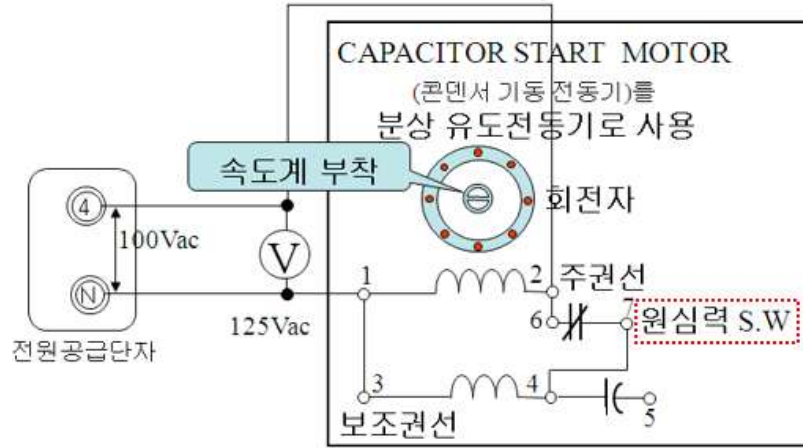 CAPACITOR START MOTOR
(콘덴서 기동 전동기)를
분상 유도전동기로 사용
속도계 부착
회전자
4
100Vac
V
N
125Vac
전원공급단자
1
2
주권선
6
7
원심력 S.W
3
4
5
보조권선